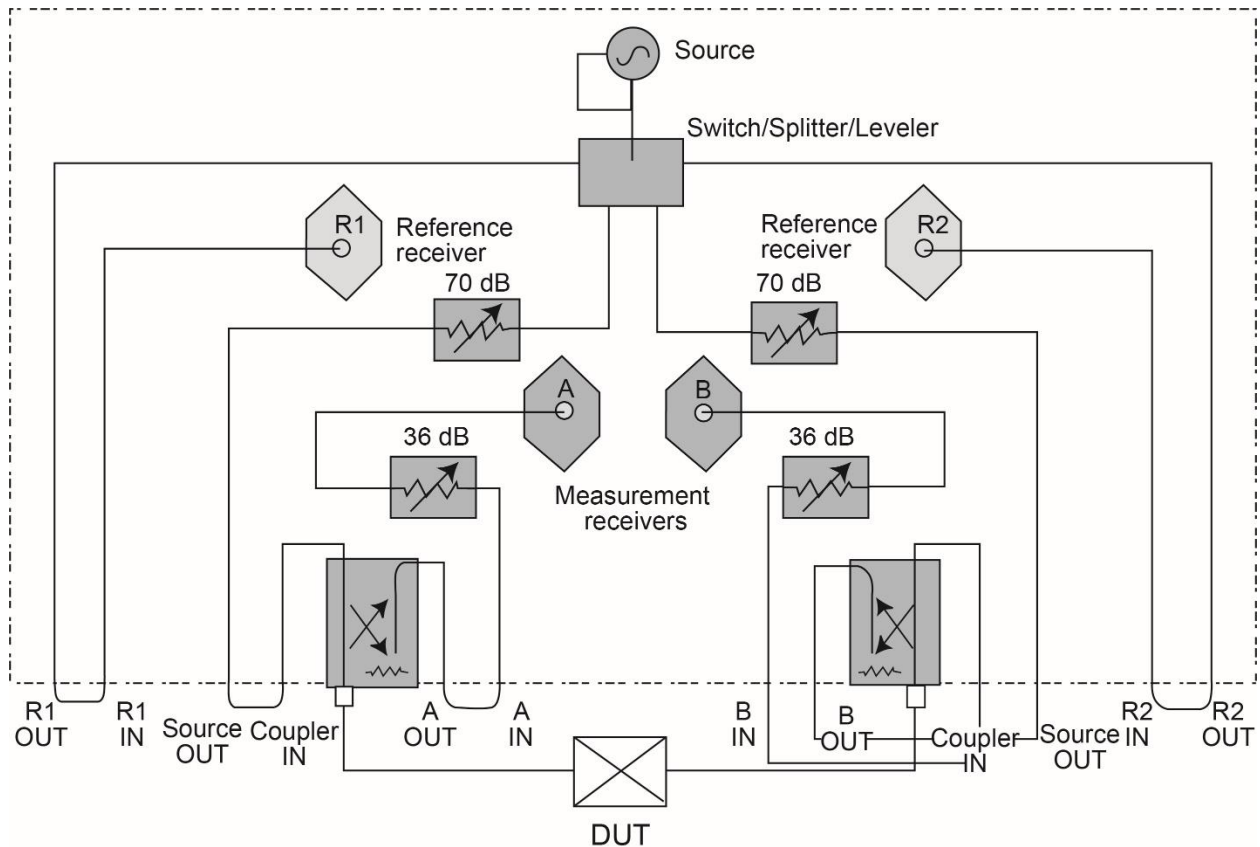 Source
Switch/Splitter/Leveler
R1
Reference
receiver
Reference
receiver
R2
70 dB
70 dB
A
B
36 dB
36 dB
Measurement
receivers
R1
OUT
R1
IN
Source
OUT
Coupler
IN
A
OUT
A
IN
B
IN
B
OUT
Coupler
IN
Source
OUT
R2
IN
R2
OUT
DUT